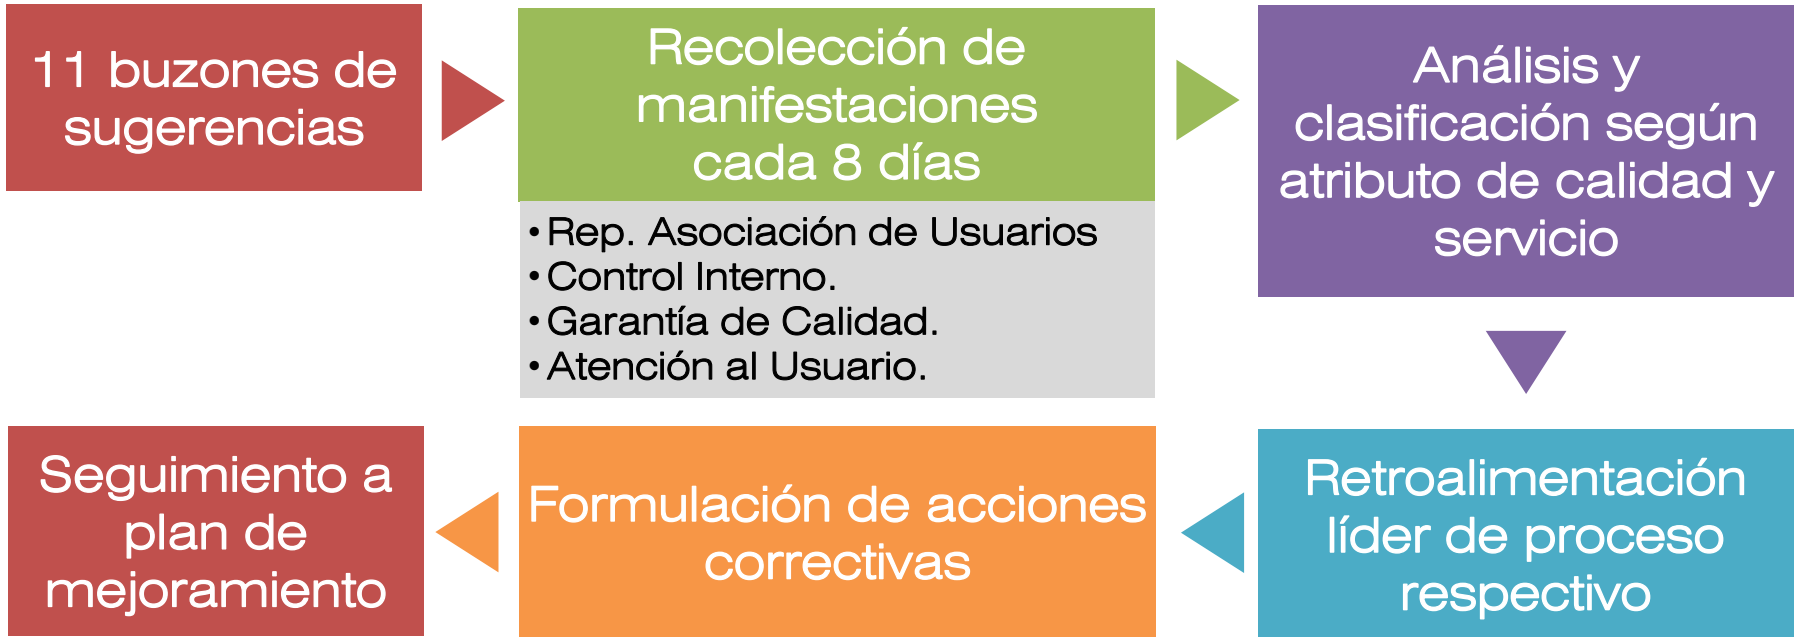 11 buzones de
sugerencias
Recolección de
manifestaciones
cada 8 días
• Rep. Asociación de Usuarios
• Control Interno.
• Garantía de Calidad.
• Atención al Usuario.
Análisis y
clasificación según
atributo de calidad y
servicio
Retroalimentación
líder de proceso
respectivo
Formulación de acciones
correctivas
Seguimiento a
plan de
mejoramiento